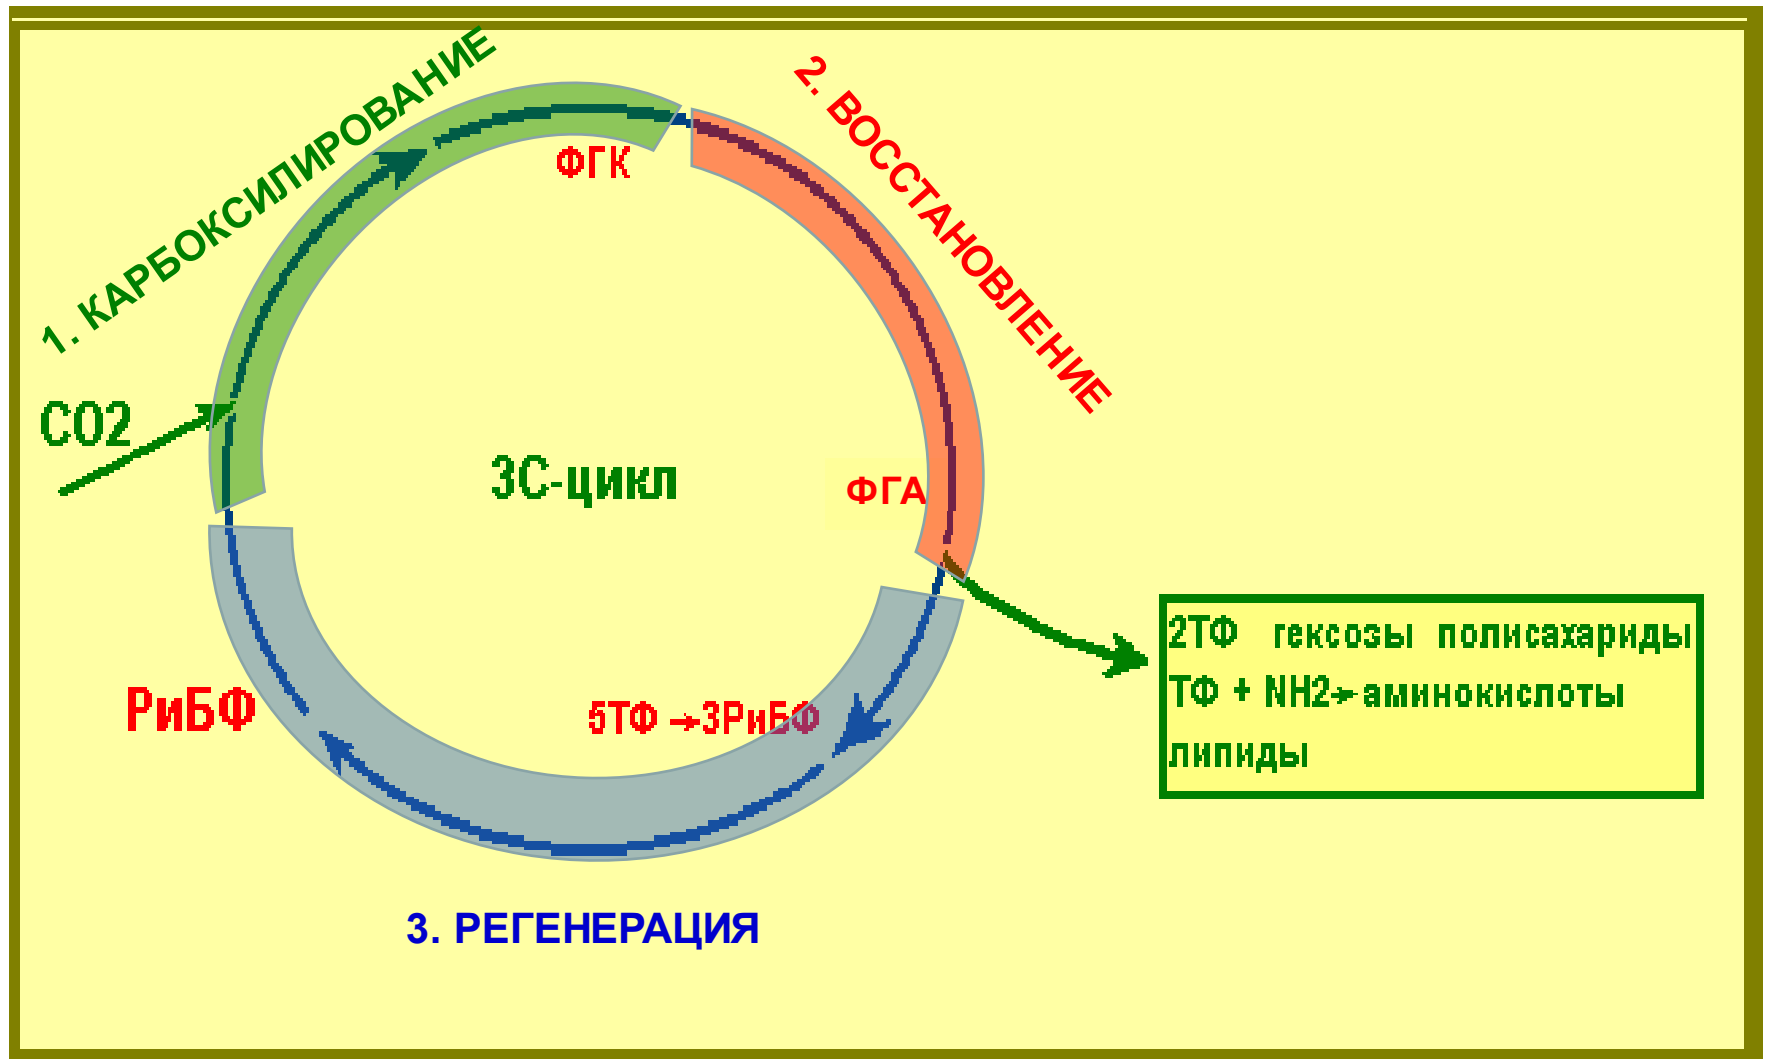 1. КАРБОКСИЛИРОВАНИЕ
2. ВОССТАНОВЛЕНИЕ
ФГК
СО2
3С-цикл
ФГА
2ТФ гексозы полисахариды
ТФ + NH2→аминокислоты
липиды
РиБФ
5ТФ →3РиБФ
3. РЕГЕНЕРАЦИЯ